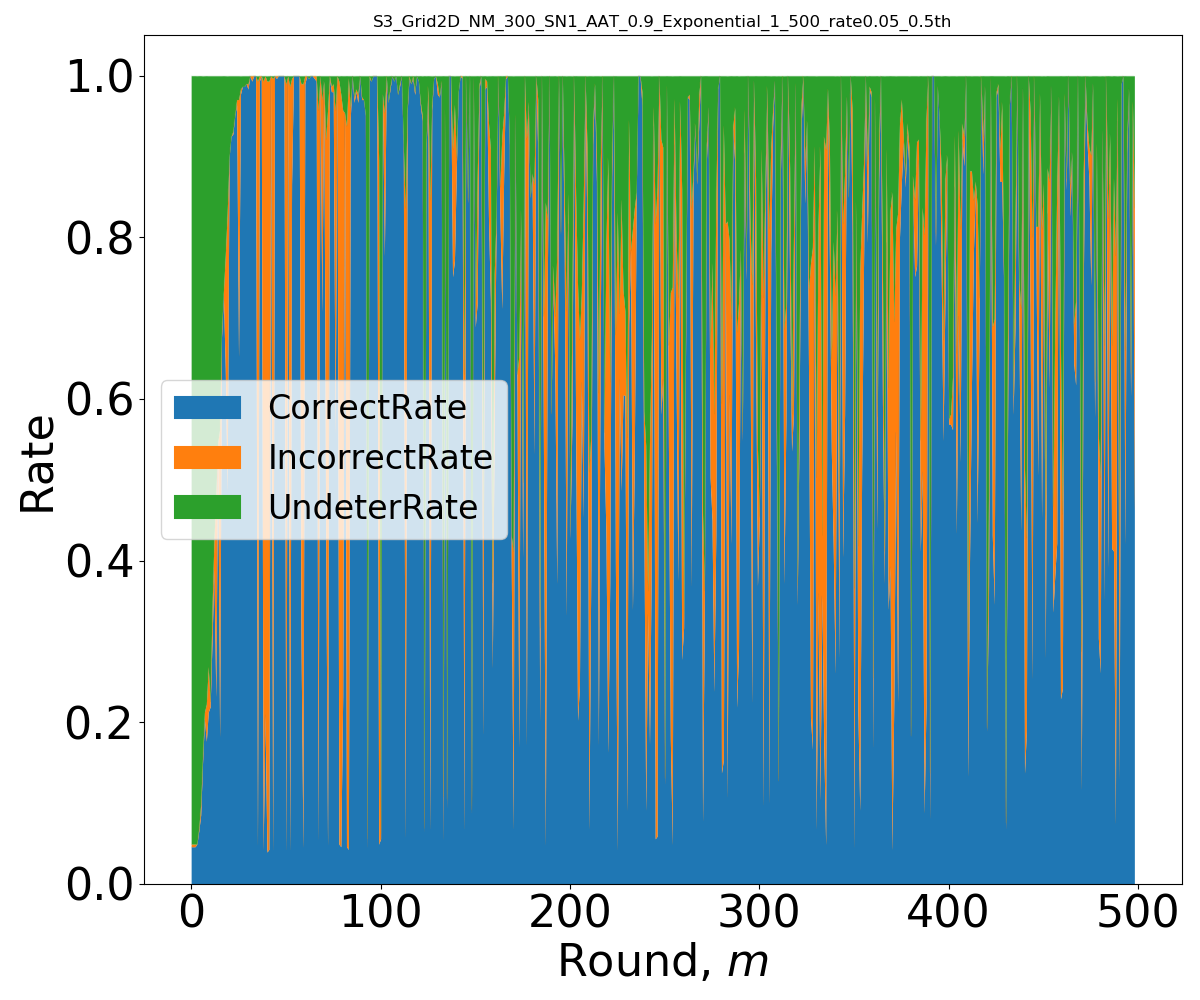 S3_Grid2D_NM_300_SN1_AAT_0.9_Exponential_1_500_rate0.05_0.5th
1.0
0.8
0.6
0.4
0.2
0.0
Rate
CorrectRate
IncorrectRate
UndeterRate
0 100 200 300 400 500
Round, m